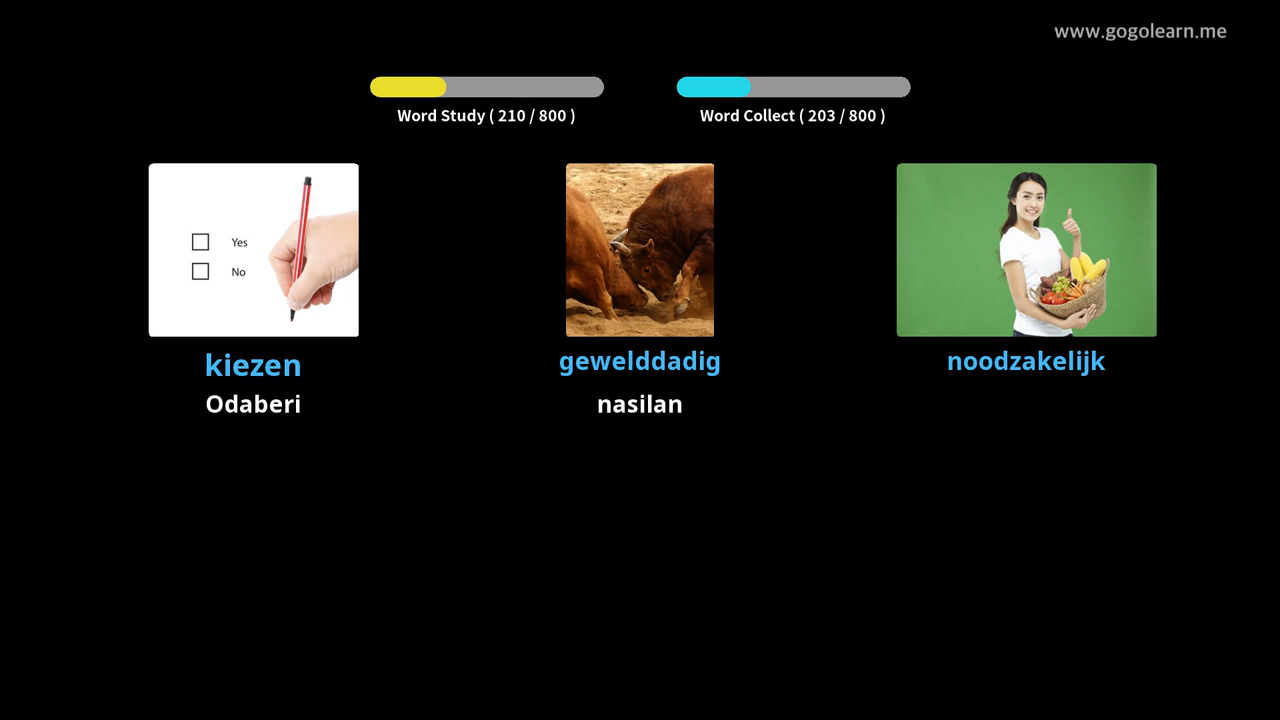 www.gogolearn.me
Word Study ( 210 / 800 )
Word Collect ( 203 / 800 )
Yes
No
kiezen
gewelddadig
noodzakelijk
Odaberi
nasilan